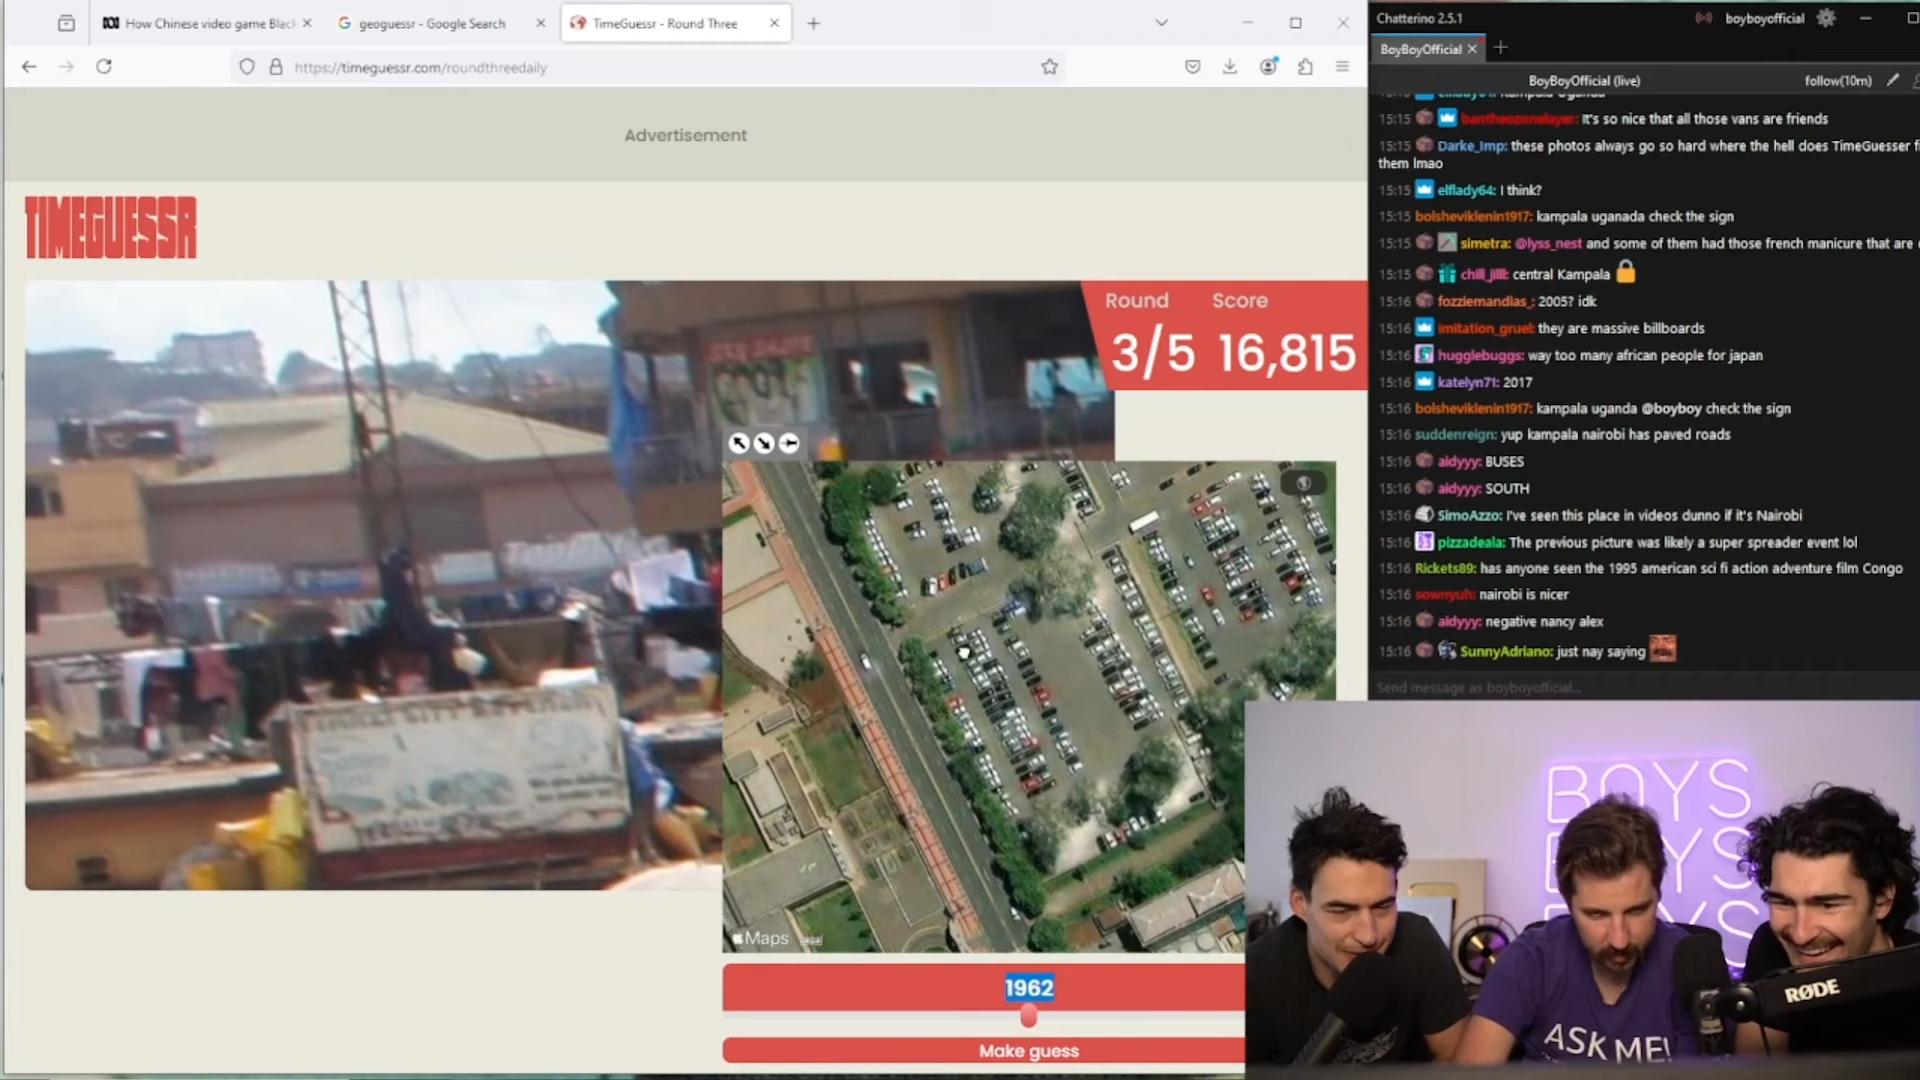 How Chinese video game Black
geoguessr - Google Search
TimeGuessr - Round Three
https://timeguessr.com/roundthreedaily
Advertisement
TIMEGUESSR
Round
Score
3/5
16,815
Maps
1962
Make guess
Chatterino 2.5.1
boyboyofficial
BoyBoyOfficial
BoyBoyOfficial (live)
follow(10m)
15:15 bantheozonelayer: It's so nice that all those vans are friends
15:15 Darke_Imp: these photos always go so hard where the hell does TimeGuesser
them lmao
15:15 elflady64: I think?
15:15 bolsheviklenin1917: kampala uganada check the sign
15:15 simetra: @lyss_nest and some of them had those french manicure that are
15:15 chill_jilll: central Kampala
15:16 fozziemandias_: 2005? idk
15:16 imitation_gruel: they are massive billboards
15:16 hugglebuggs: way too many african people for japan
15:16 katelyn71: 2017
15:16 bolsheviklenin1917: kampala uganda @boyboy check the sign
15:16 suddenreign: yup kampala nairobi has paved roads
15:16 aidyyy: BUSES
15:16 aidyyy: SOUTH
15:16 SimoAzzo: I've seen this place in videos dunno if it's Nairobi
15:16 pizzadeala: The previous picture was likely a super spreader event lol
15:16 Rickets89: has anyone seen the 1995 american sci fi action adventure film Congo
15:16 sownyuh: nairobi is nicer
15:16 aidyyy: negative nancy alex
15:16 SunnyAdriano: just nay saying
Send message as boyboyofficial...
BOYS
BOYS
BOYS
RØDE
ASK ME!